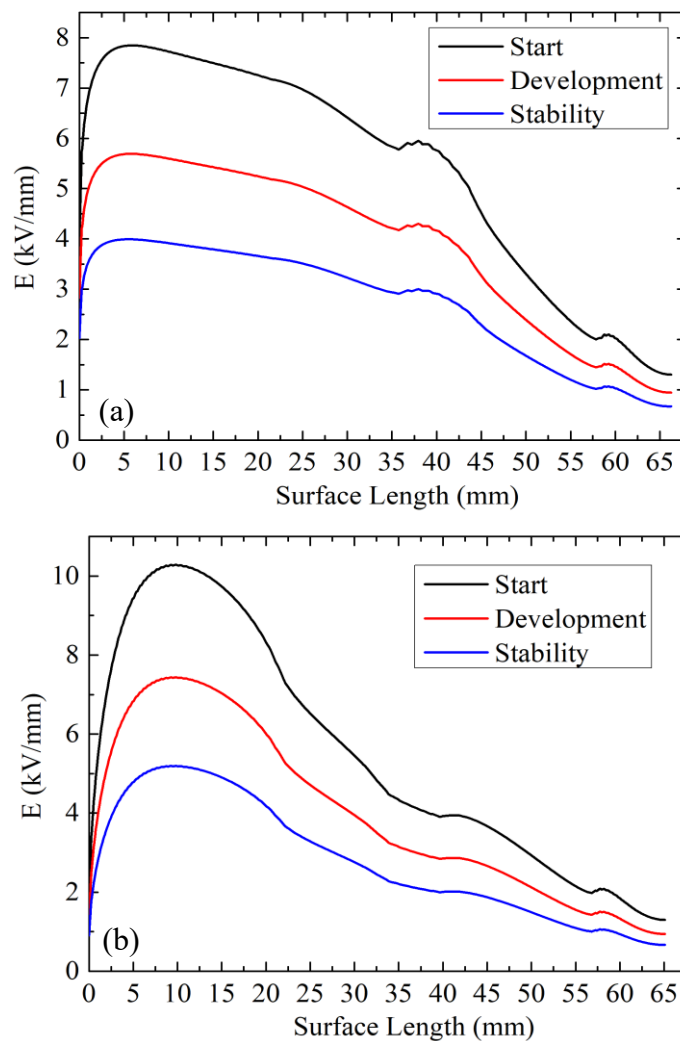 8
7
6
5
4
3
2
1
0
E (kV/mm)
Start
Development
Stability
(a)
0 5 10 15 20 25 30 35 40 45 50 55 60 65
Surface Length (mm)
10
8
6
4
2
0
E (kV/mm)
Start
Development
Stability
(b)
0 5 10 15 20 25 30 35 40 45 50 55 60 65
Surface Length (mm)